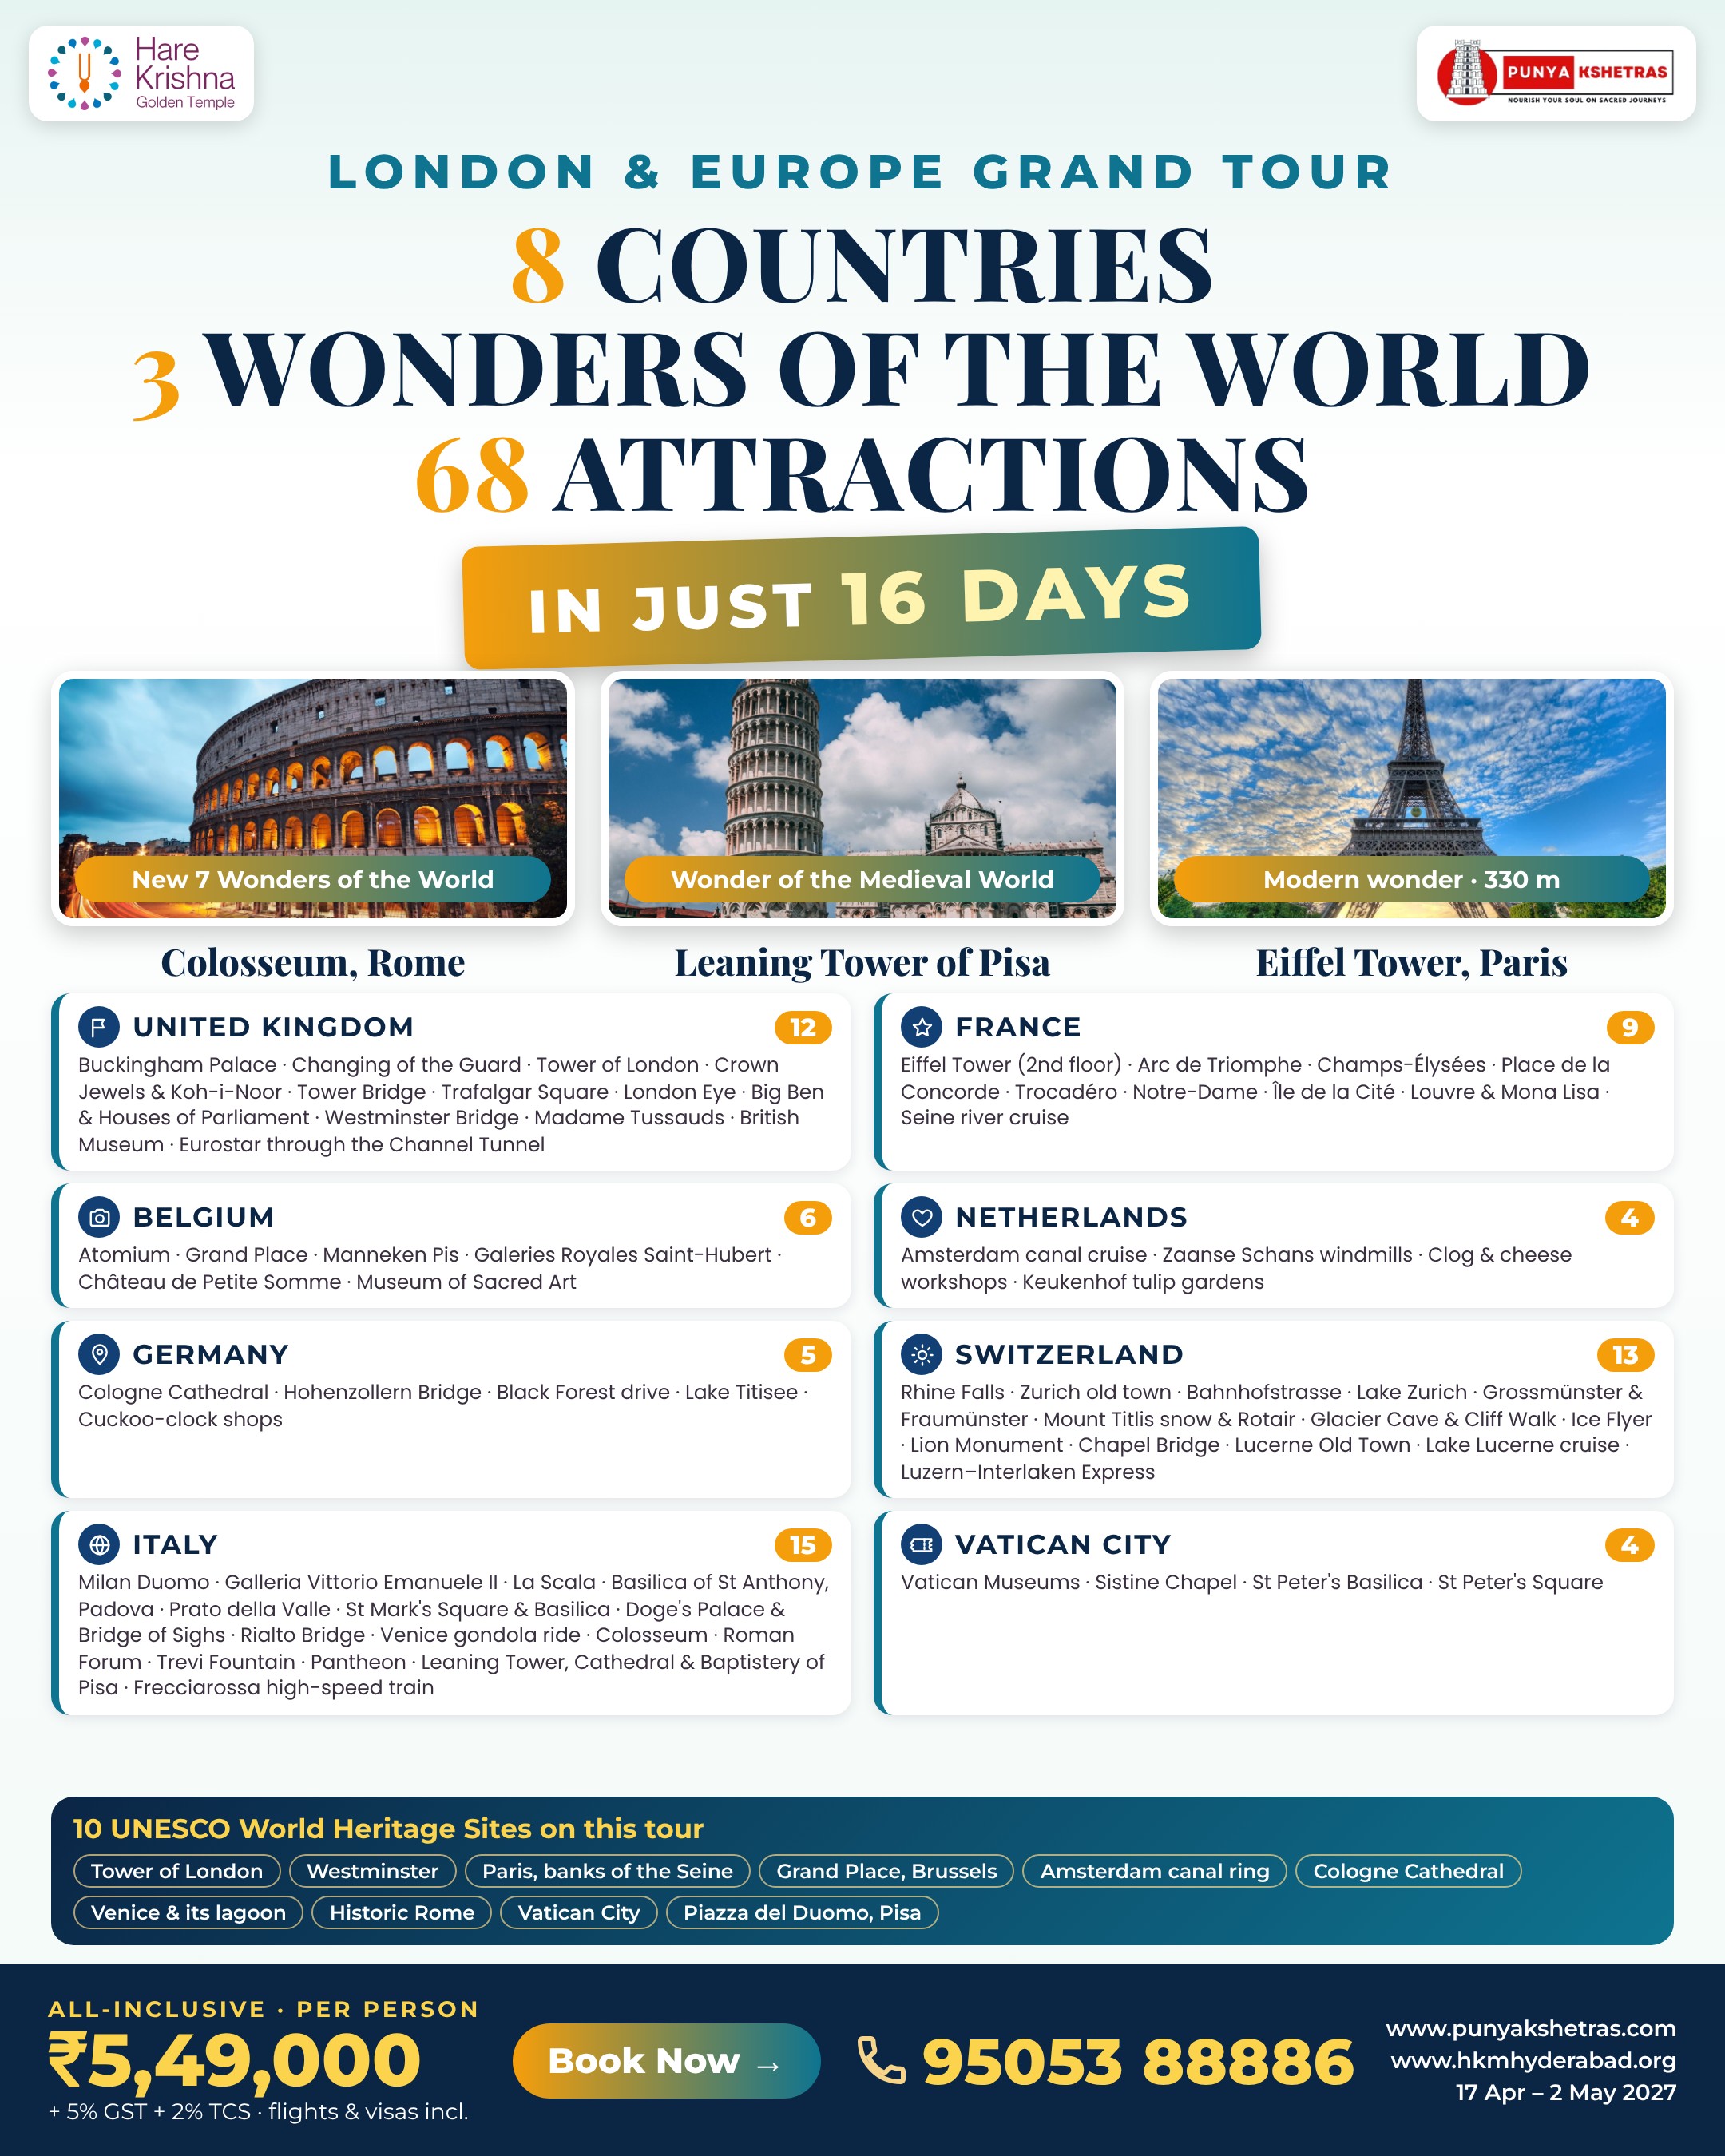 Hare
Krishna
Golden Temple
PUNYA KSHETRAS
NOURISH YOUR SOUL ON SACRED JOURNEYS
LONDON & EUROPE GRAND TOUR
8 COUNTRIES
3 WONDERS OF THE WORLD
68 ATTRACTIONS
IN JUST 16 DAYS
New 7 Wonders of the World
Wonder of the Medieval World
Modern wonder · 330 m
Colosseum, Rome
Leaning Tower of Pisa
Eiffel Tower, Paris
UNITED KINGDOM 12
Buckingham Palace · Changing of the Guard · Tower of London · Crown
Jewels & Koh-i-Noor · Tower Bridge · Trafalgar Square · London Eye · Big Ben
& Houses of Parliament · Westminster Bridge · Madame Tussauds · British
Museum · Eurostar through the Channel Tunnel
FRANCE 9
Eiffel Tower (2nd floor) · Arc de Triomphe · Champs-Élysées · Place de la
Concorde · Trocadéro · Notre-Dame · Île de la Cité · Louvre & Mona Lisa ·
Seine river cruise
BELGIUM 6
Atomium · Grand Place · Manneken Pis · Galeries Royales Saint-Hubert ·
Château de Petite Somme · Museum of Sacred Art
NETHERLANDS 4
Amsterdam canal cruise · Zaanse Schans windmills · Clog & cheese
workshops · Keukenhof tulip gardens
GERMANY 5
Cologne Cathedral · Hohenzollern Bridge · Black Forest drive · Lake Titisee ·
Cuckoo-clock shops
SWITZERLAND 13
Rhine Falls · Zurich old town · Bahnhofstrasse · Lake Zurich · Grossmünster &
Fraumünster · Mount Titlis snow & Rotair · Glacier Cave & Cliff Walk · Ice Flyer
· Lion Monument · Chapel Bridge · Lucerne Old Town · Lake Lucerne cruise ·
Luzern–Interlaken Express
ITALY 15
Milan Duomo · Galleria Vittorio Emanuele II · La Scala · Basilica of St Anthony,
Padova · Prato della Valle · St Mark's Square & Basilica · Doge's Palace &
Bridge of Sighs · Rialto Bridge · Venice gondola ride · Colosseum · Roman
Forum · Trevi Fountain · Pantheon · Leaning Tower, Cathedral & Baptistery of
Pisa · Frecciarossa high-speed train
VATICAN CITY 4
Vatican Museums · Sistine Chapel · St Peter's Basilica · St Peter's Square
10 UNESCO World Heritage Sites on this tour
Tower of London Westminster Paris, banks of the Seine Grand Place, Brussels Amsterdam canal ring Cologne Cathedral
Venice & its lagoon Historic Rome Vatican City Piazza del Duomo, Pisa
ALL-INCLUSIVE · PER PERSON
₹5,49,000
+ 5% GST + 2% TCS · flights & visas incl.
Book Now →
95053 88886
www.punyakshetras.com
www.hkmhyderabad.org
17 Apr – 2 May 2027